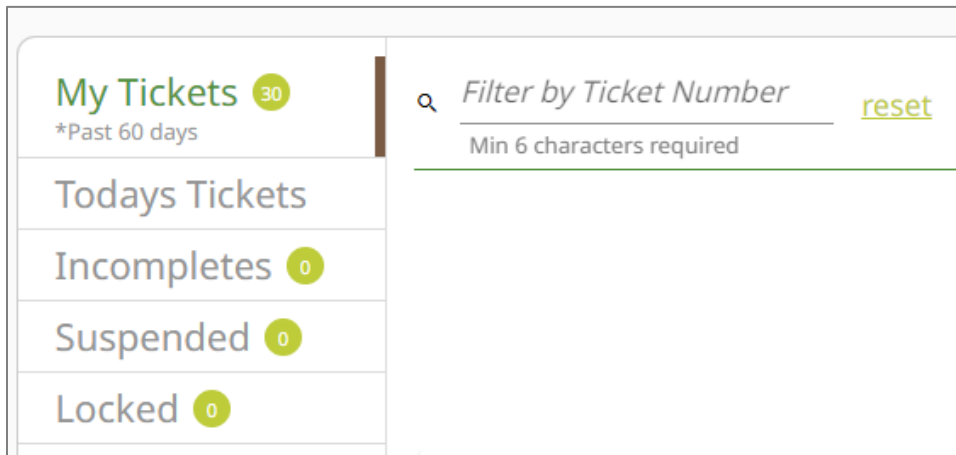 My Tickets 30
*Past 60 days
Todays Tickets
Incompletes 0
Suspended 0
Locked 0
Filter by Ticket Number
reset
Min 6 characters required